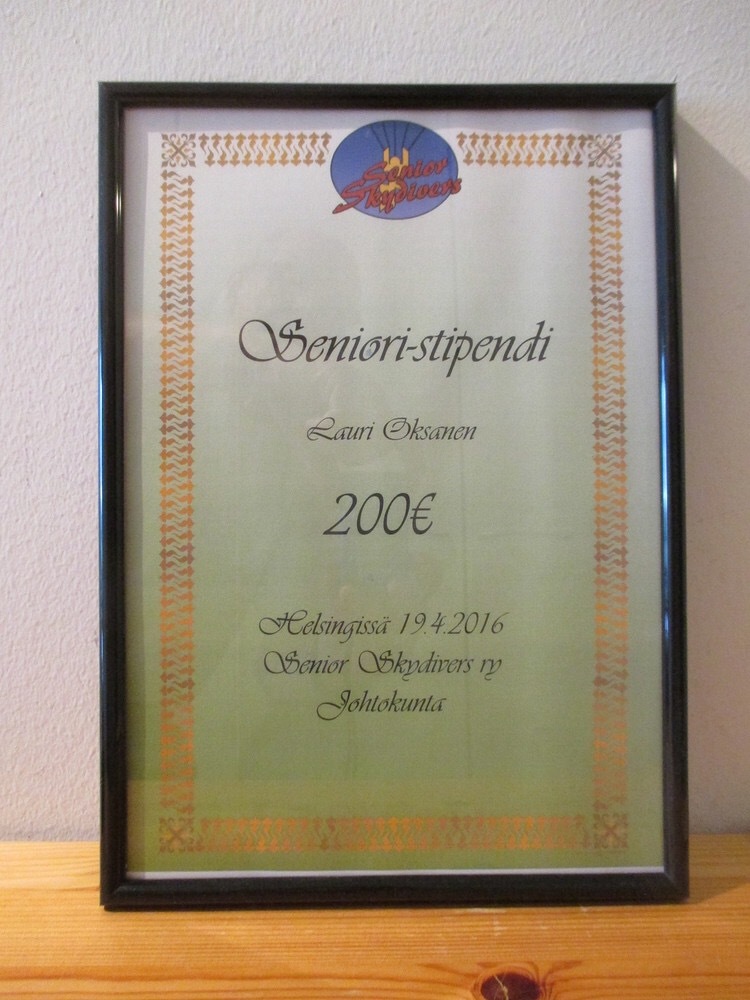 Senior
Skydivers
Seniori-stipendi
Lauri Oksanen
200€
Helsingissä 19.4.2016
Senior Skydivers ry
Johtokunta